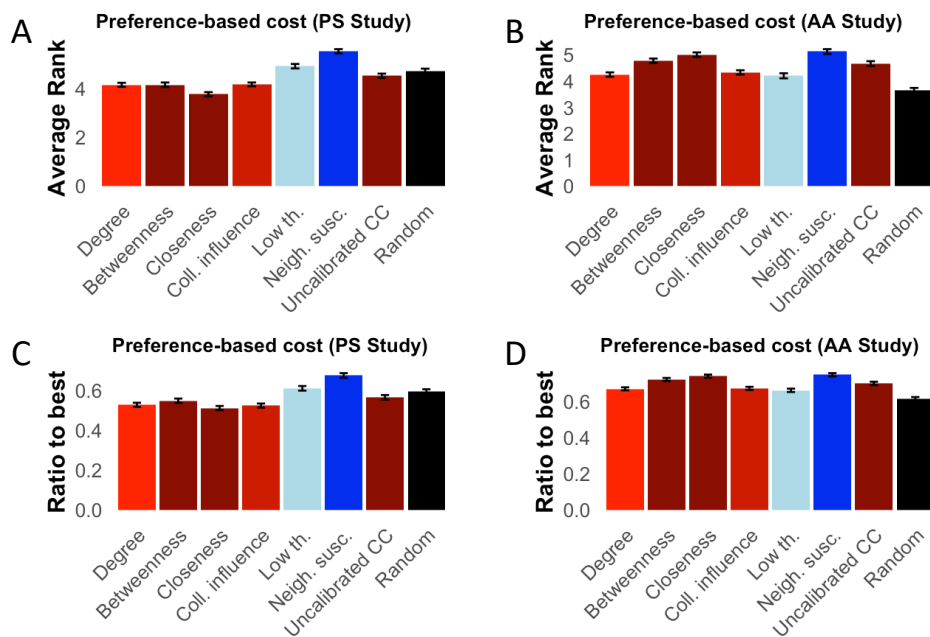 A
Preference-based cost (PS Study)
Average Rank
4
2
0
Degree
Betweenness
Closeness
Coll. influence
Low th.
Neigh. susc.
Uncalibrated CC
Random
B
Preference-based cost (AA Study)
Average Rank
5
4
3
2
1
0
Degree
Betweenness
Closeness
Coll. influence
Low th.
Neigh. susc.
Uncalibrated CC
Random
C
Preference-based cost (PS Study)
Ratio to best
0.6
0.4
0.2
0.0
Degree
Betweenness
Closeness
Coll. influence
Low th.
Neigh. susc.
Uncalibrated CC
Random
D
Preference-based cost (AA Study)
Ratio to best
0.6
0.4
0.2
0.0
Degree
Betweenness
Closeness
Coll. influence
Low th.
Neigh. susc.
Uncalibrated CC
Random